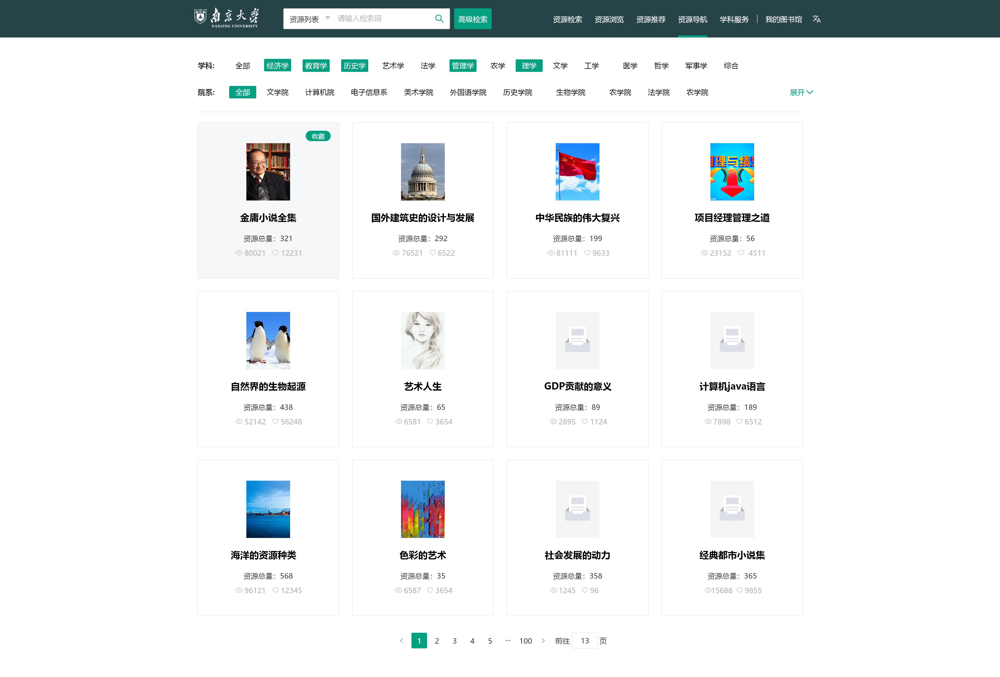 南京大学
NANJING UNIVERSITY
资源列表 请输入检索词 高级检索 资源检索 资源浏览 资源推荐 资源导航 学科服务 我的图书馆
学科: 全部 经济学 教育学 历史学 艺术学 法学 管理学 农学 理学 文学 工学 医学 哲学 军事学 综合
院系: 全部 文学院 计算机院 电子信息系 美术学院 外国语学院 历史学院 生物学院 农学院 法学院 农学院 展开
收藏
管理与绩效
金庸小说全集 国外建筑史的设计与发展 中华民族的伟大复兴 项目经理管理之道
资源总量：321 资源总量：292 资源总量：199 资源总量：56
80021 12231 76521 6522 81111 9633 23152 4511
自然界的生物起源 艺术人生 GDP贡献的意义 计算机java语言
资源总量：438 资源总量：65 资源总量：89 资源总量：189
52142 56248 6581 3654 2895 1124 7898 6512
海洋的资源种类 色彩的艺术 社会发展的动力 经典都市小说集
资源总量：568 资源总量：35 资源总量：358 资源总量：365
96121 12345 6587 3654 1245 96 15688 9855
1 2 3 4 5 ··· 100 前往 13 页